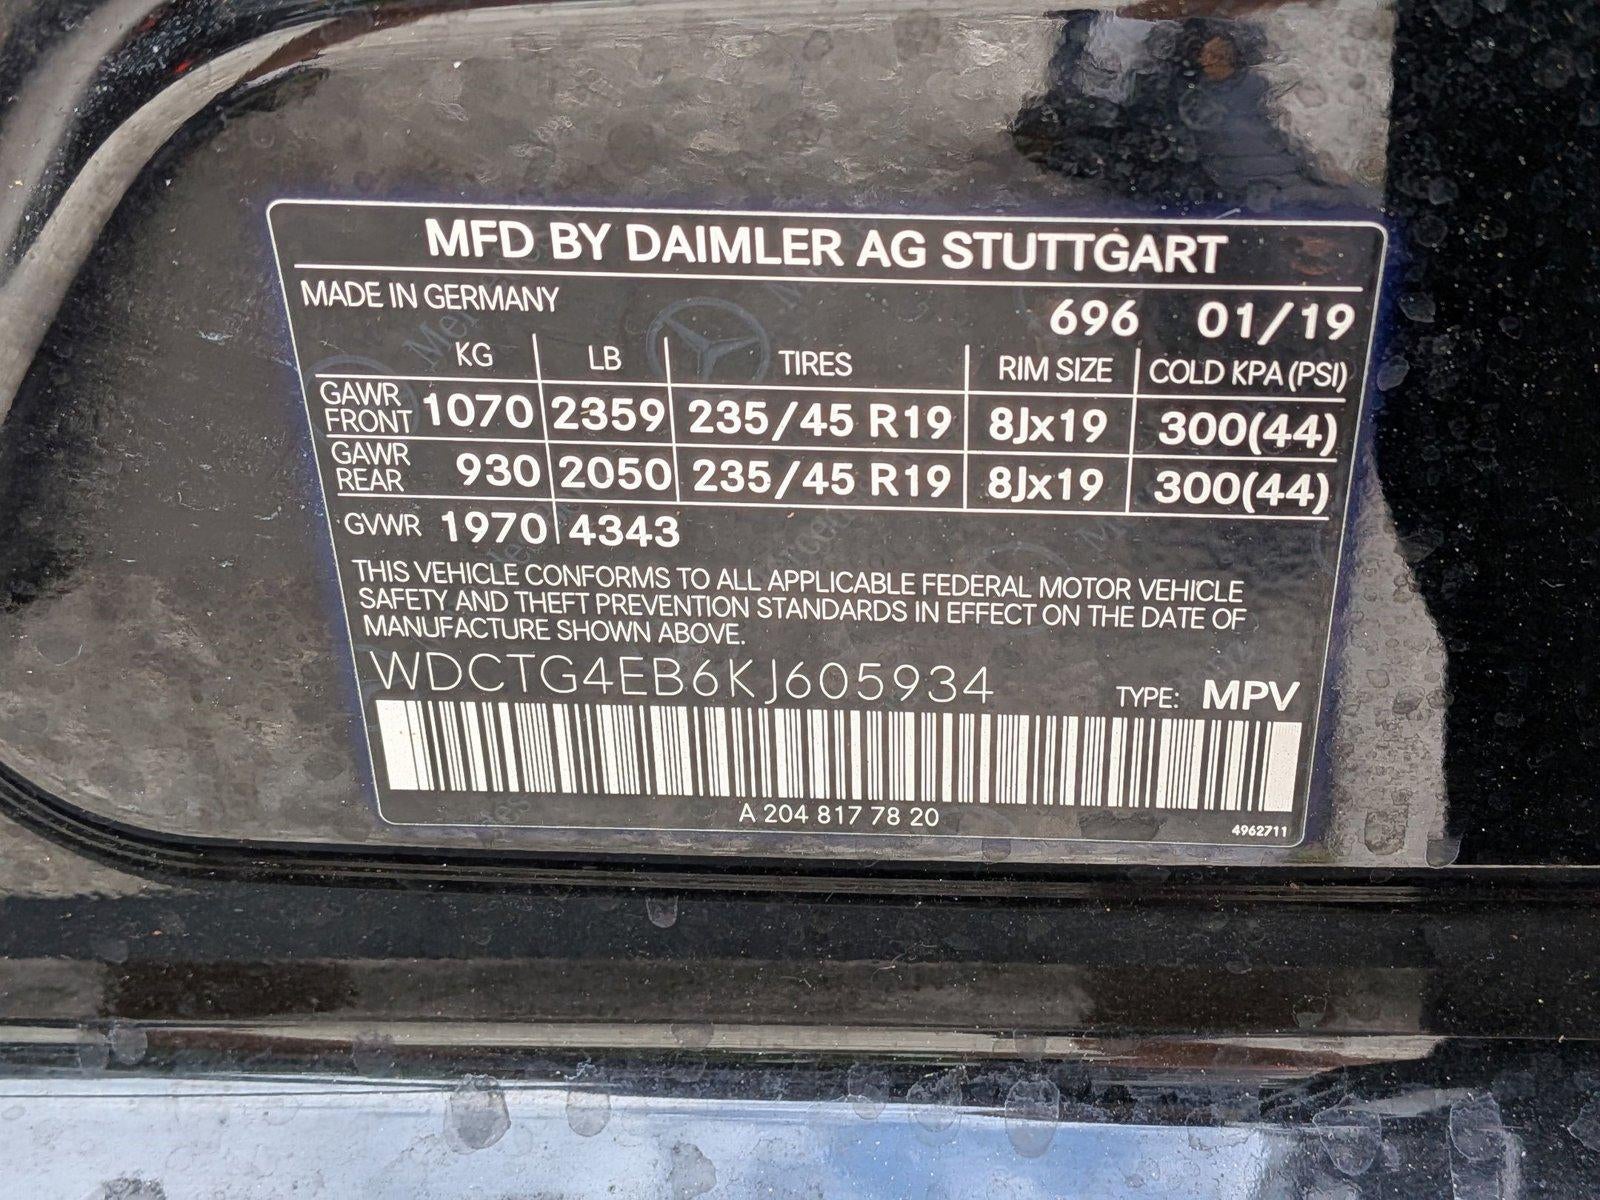 MFD BY DAIMLER AG STUTTGART
MADE IN GERMANY 696 01/19
KG LB TIRES RIM SIZE COLD KPA (PSI)
GAWR FRONT 1070 2359 235/45 R19 8Jx19 300(44)
GAWR REAR 930 2050 235/45 R19 8Jx19 300(44)
GVWR 1970 4343
THIS VEHICLE CONFORMS TO ALL APPLICABLE FEDERAL MOTOR VEHICLE
SAFETY AND THEFT PREVENTION STANDARDS IN EFFECT ON THE DATE OF
MANUFACTURE SHOWN ABOVE.
WDCTG4EB6KJ605934 TYPE: MPV
A 204 817 78 20
4962711